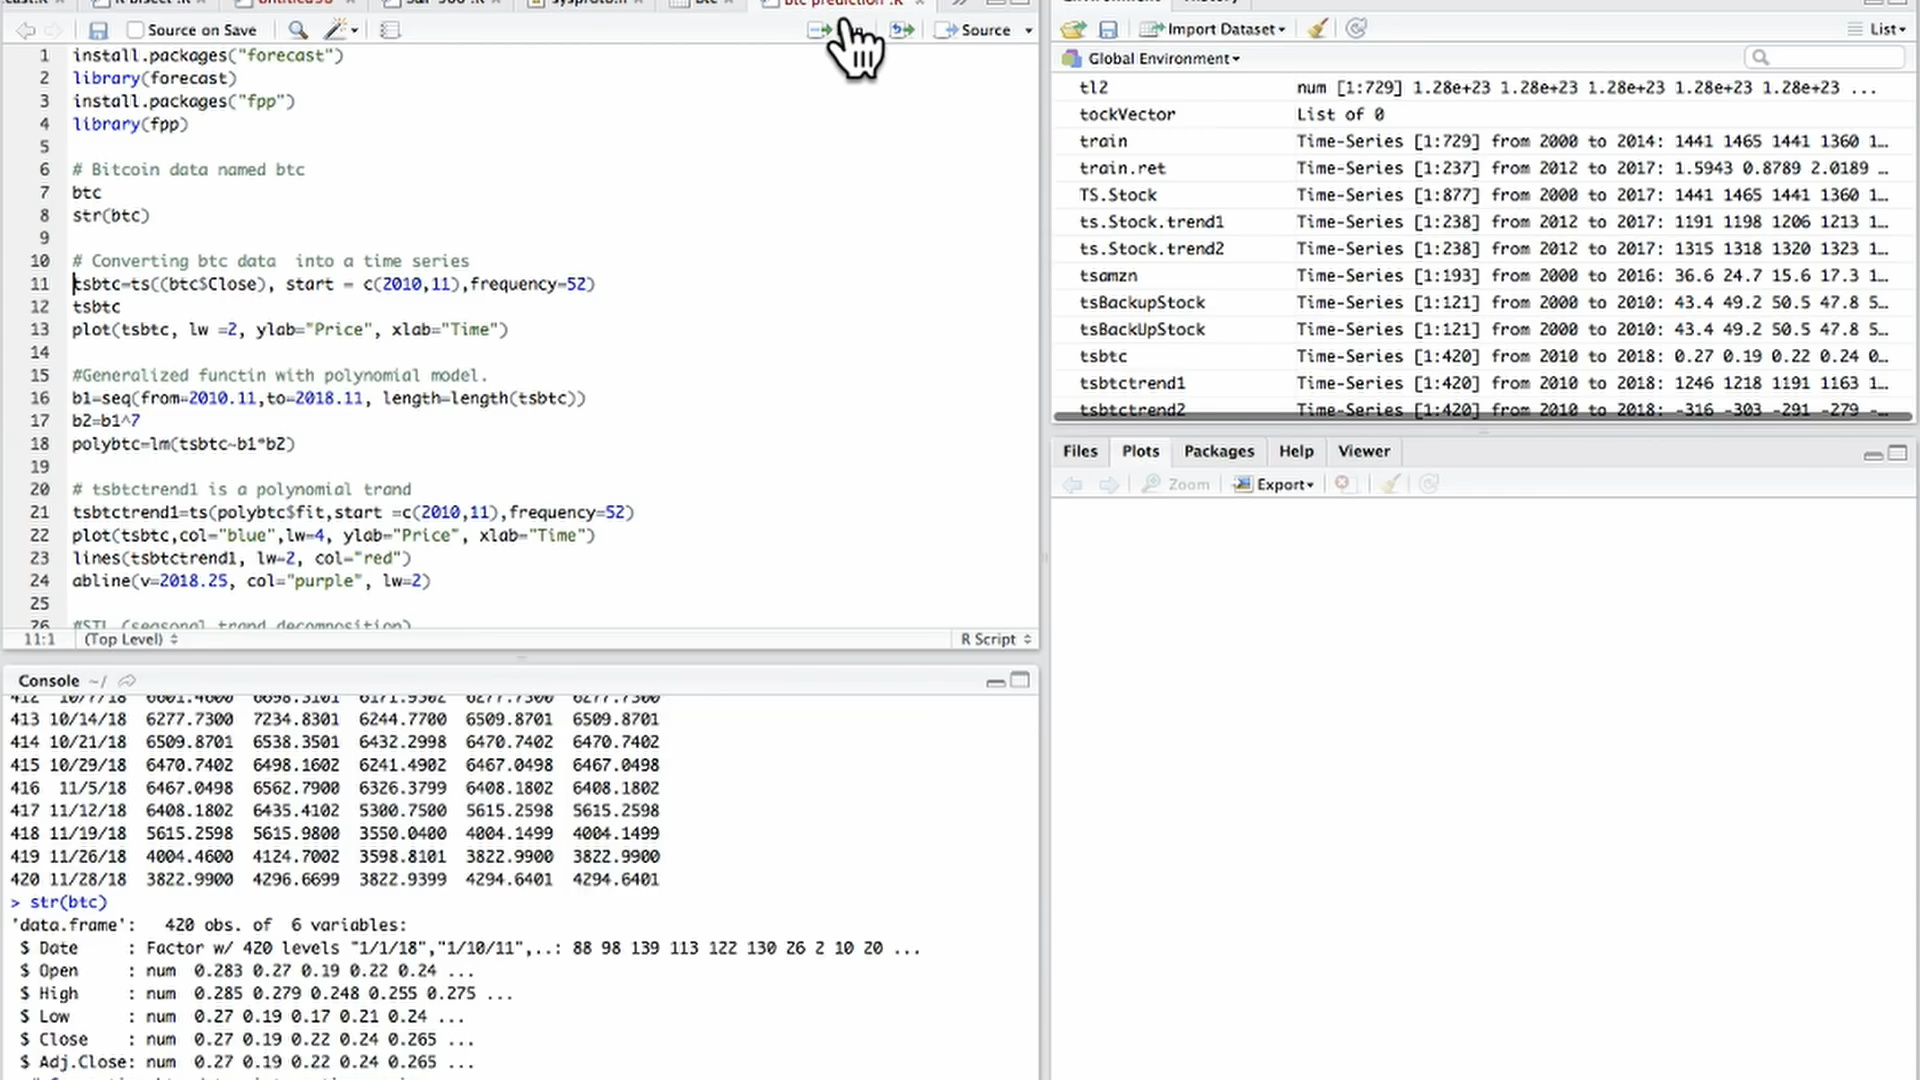 btc prediction .R
Source on Save
Source
1 install.packages("forecast")
2 library(forecast)
3 install.packages("fpp")
4 library(fpp)
5
6 # Bitcoin data named btc
7 btc
8 str(btc)
9
10 # Converting btc data  into a time series
11 tsbtc=ts((btc$Close), start = c(2010,11),frequency=52)
12 tsbtc
13 plot(tsbtc, lw =2, ylab="Price", xlab="Time")
14
15 #Generalized functin with polynomial model.
16 b1=seq(from=2010.11,to=2018.11, length=length(tsbtc))
17 b2=b1^7
18 polybtc=lm(tsbtc~b1*b2)
19
20 # tsbtctrend1 is a polynomial trand
21 tsbtctrend1=ts(polybtc$fit,start =c(2010,11),frequency=52)
22 plot(tsbtc,col="blue",lw=4, ylab="Price", xlab="Time")
23 lines(tsbtctrend1, lw=2, col="red")
24 abline(v=2018.25, col="purple", lw=2)
25
26 #STL (seasonal trand decomposition)
11:1 (Top Level) R Script
Console ~/
412 10/7/18 6601.4600 6698.3101 6171.9302 6277.7300 6277.7300
413 10/14/18 6277.7300 7234.8301 6244.7700 6509.8701 6509.8701
414 10/21/18 6509.8701 6538.3501 6432.2998 6470.7402 6470.7402
415 10/29/18 6470.7402 6498.1602 6241.4902 6467.0498 6467.0498
416 11/5/18 6467.0498 6562.7900 6326.3799 6408.1802 6408.1802
417 11/12/18 6408.1802 6435.4102 5300.7500 5615.2598 5615.2598
418 11/19/18 5615.2598 5615.9800 3550.0400 4004.1499 4004.1499
419 11/26/18 4004.4600 4124.7002 3598.8101 3822.9900 3822.9900
420 11/28/18 3822.9900 4296.6699 3822.9399 4294.6401 4294.6401
> str(btc)
'data.frame':   420 obs. of  6 variables:
$ Date     : Factor w/ 420 levels "1/1/18","1/10/11",..: 88 98 139 113 122 130 26 2 10 20 ...
$ Open     : num  0.283 0.27 0.19 0.22 0.24 ...
$ High     : num  0.285 0.279 0.248 0.255 0.275 ...
$ Low      : num  0.27 0.19 0.17 0.21 0.24 ...
$ Close    : num  0.27 0.19 0.22 0.24 0.265 ...
$ Adj.Close: num  0.27 0.19 0.22 0.24 0.265 ...
Import Dataset
List
Global Environment
tl2 num [1:729] 1.28e+23 1.28e+23 1.28e+23 1.28e+23 1.28e+23 ...
tockVector List of 0
train Time-Series [1:729] from 2000 to 2014: 1441 1465 1441 1360 1…
train.ret Time-Series [1:237] from 2012 to 2017: 1.5943 0.8789 2.0189 …
TS.Stock Time-Series [1:877] from 2000 to 2017: 1441 1465 1441 1360 1…
ts.Stock.trend1 Time-Series [1:238] from 2012 to 2017: 1191 1198 1206 1213 1…
ts.Stock.trend2 Time-Series [1:238] from 2012 to 2017: 1315 1318 1320 1323 1…
tsamzn Time-Series [1:193] from 2000 to 2016: 36.6 24.7 15.6 17.3 1…
tsBackupStock Time-Series [1:121] from 2000 to 2010: 43.4 49.2 50.5 47.8 5…
tsBackUpStock Time-Series [1:121] from 2000 to 2010: 43.4 49.2 50.5 47.8 5…
tsbtc Time-Series [1:420] from 2010 to 2018: 0.27 0.19 0.22 0.24 0…
tsbtctrend1 Time-Series [1:420] from 2010 to 2018: 1246 1218 1191 1163 1…
tsbtctrend2 Time-Series [1:420] from 2010 to 2018: -316 -303 -291 -279 -…
Files Plots Packages Help Viewer
Zoom Export